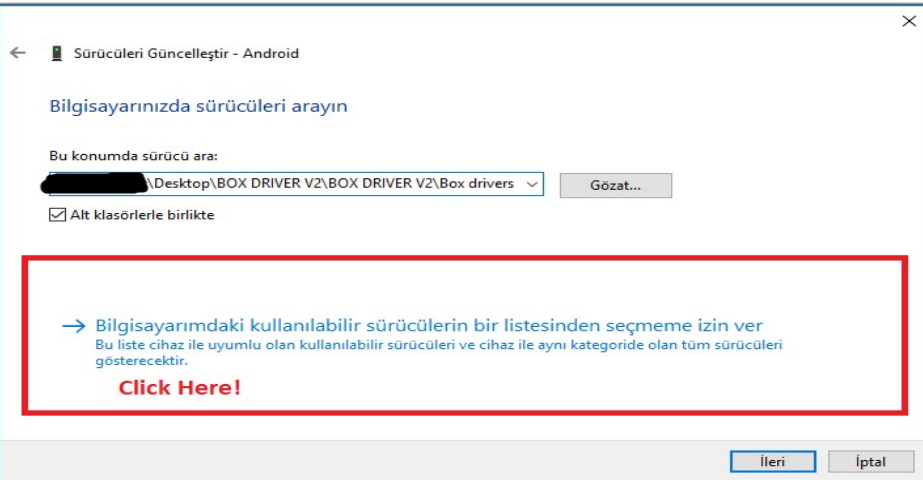 Sürücüleri Güncelleştir - Android
Bilgisayarınızda sürücüleri arayın
Bu konumda sürücü ara:
\Desktop\BOX DRIVER V2\BOX DRIVER V2\Box drivers
Gözat...
Alt klasörlerle birlikte
Bilgisayarımdaki kullanılabilir sürücülerin bir listesinden seçmeme izin ver
Bu liste cihaz ile uyumlu olan kullanılabilir sürücüleri ve cihaz ile aynı kategoride olan tüm sürücüleri
gösterecektir.
Click Here!
İleri
İptal